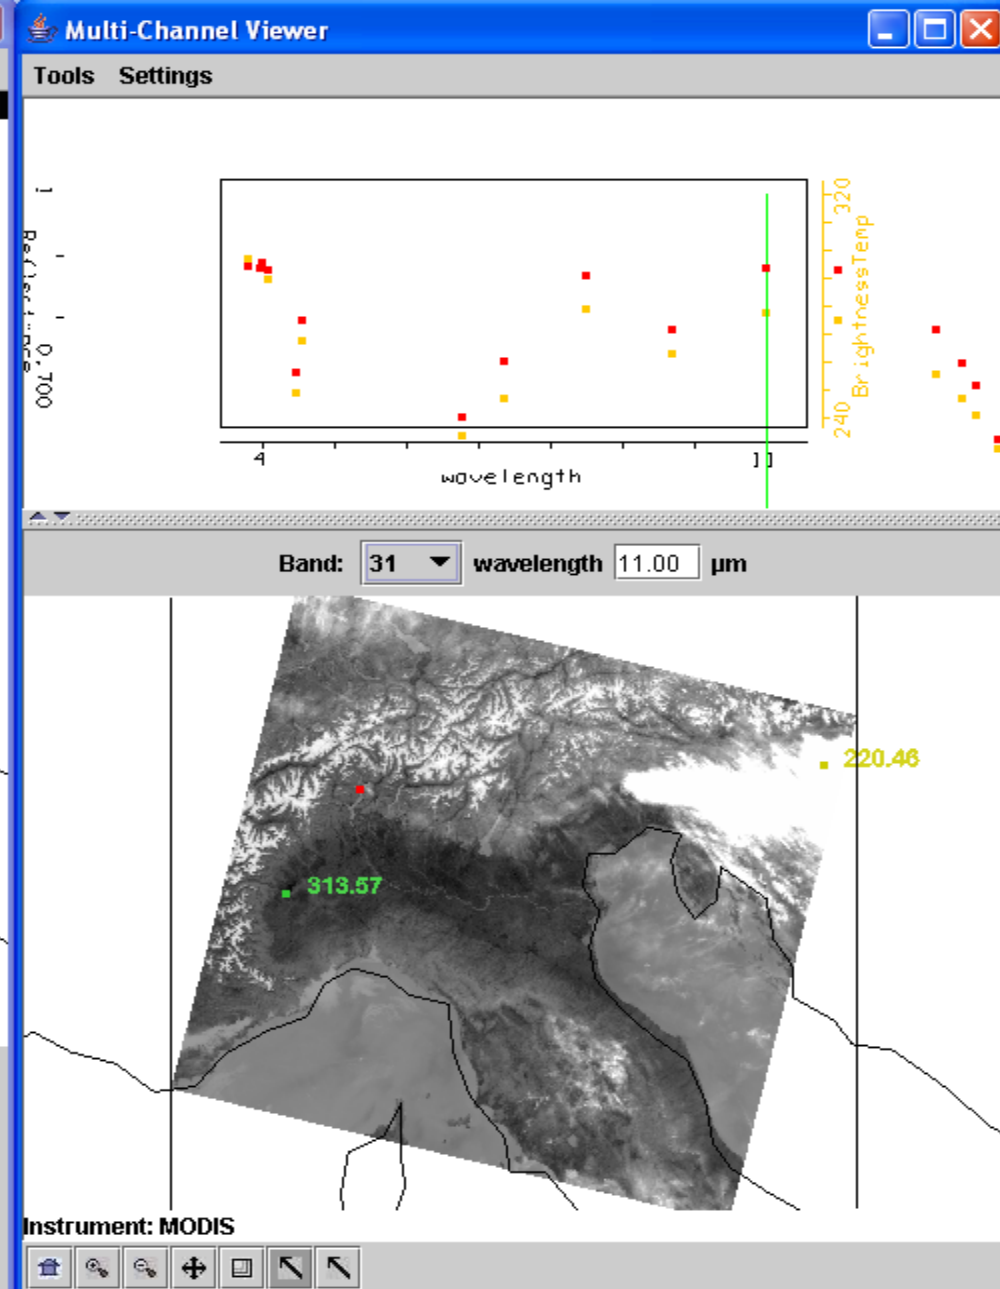 Multi-Channel Viewer
Tools Settings
1
0.700
320
BrightnessTemp
240
4
11
wavelength
Band: 31 wavelength 11.00 µm
220.46
313.57
Instrument: MODIS